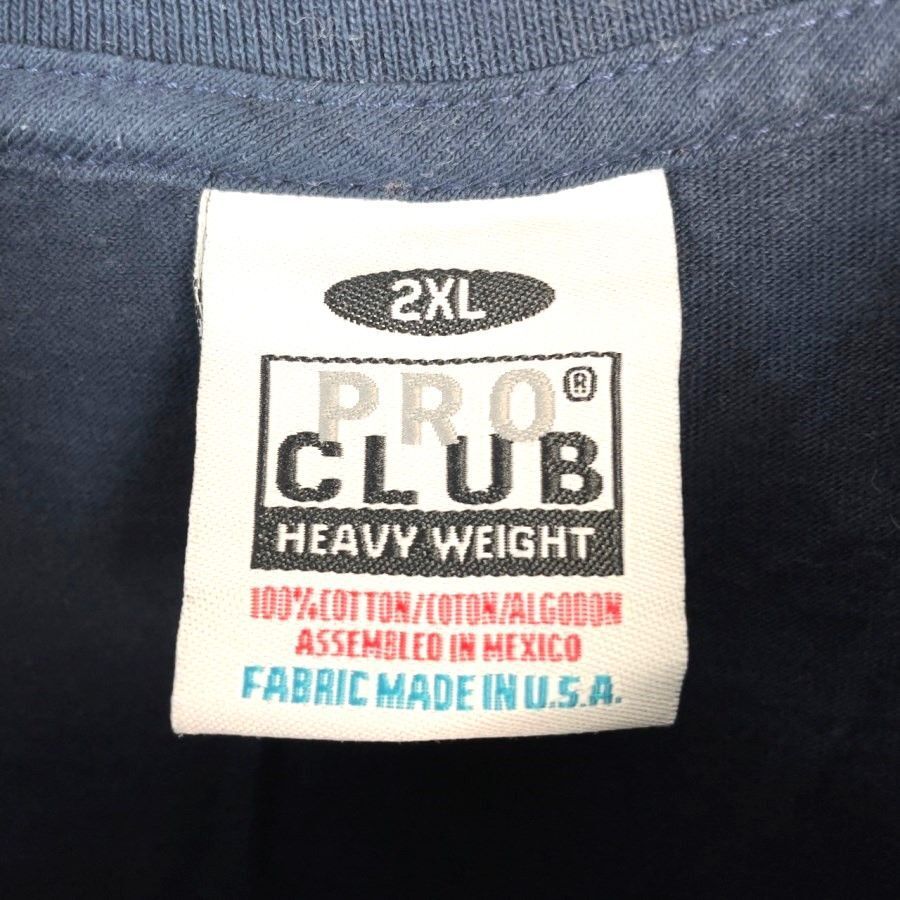 2XL
PRO®
CLUB
HEAVY WEIGHT
100%COTTON/COTON/ALGODON
ASSEMBLED IN MEXICO
FABRIC MADE IN U.S.A.